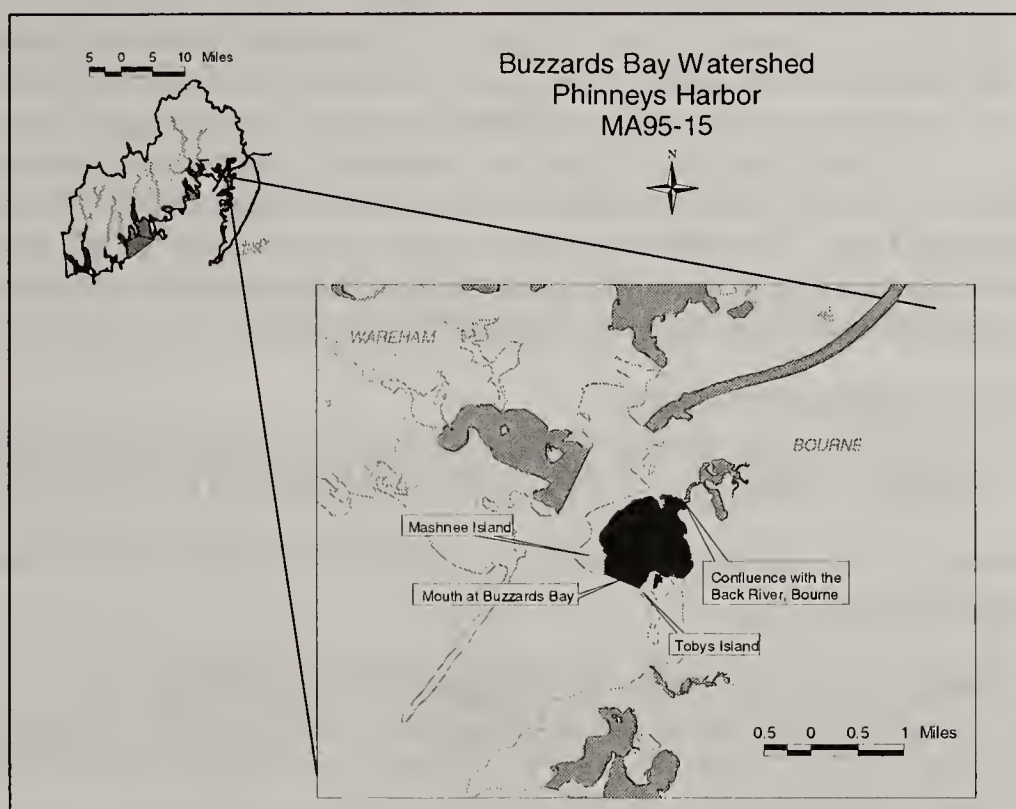 5 0 5 10 Miles
Buzzards Bay Watershed
Phinneys Harbor
MA95-15
N
WAREHAM
BOURNE
Mashnee Island
Mouth at Buzzards Bay
Confluence with the
Back River, Bourne
Tobys Island
0.5 0 0.5 1 Miles